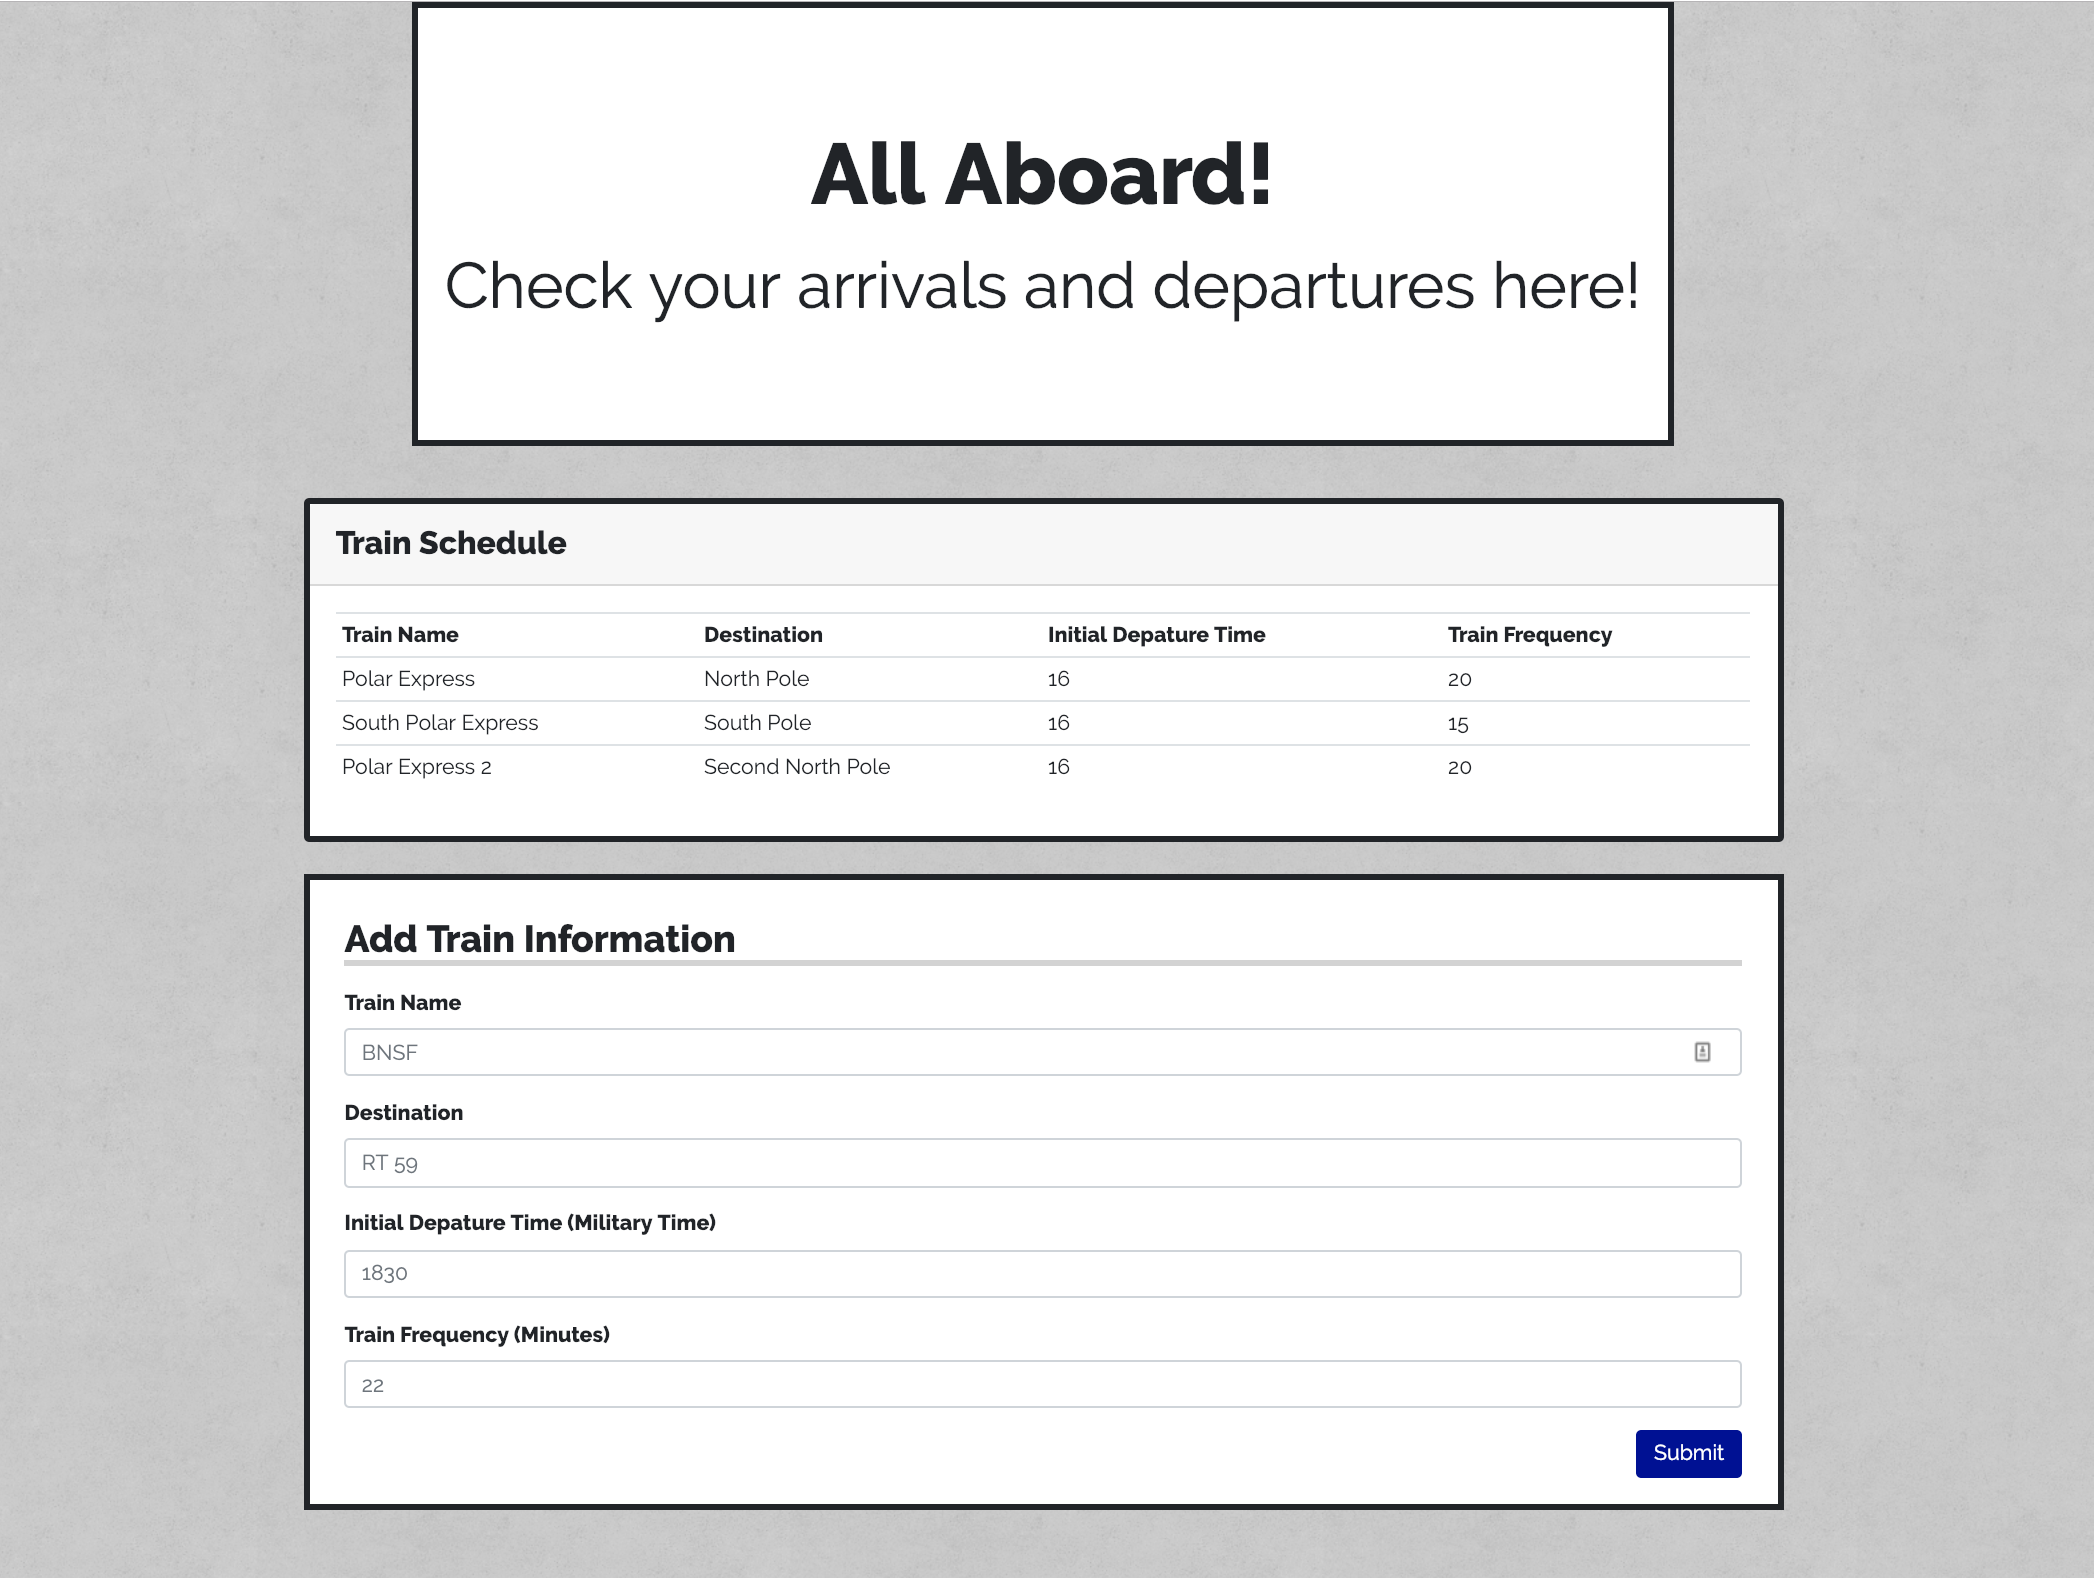 All Aboard!
Check your arrivals and departures here!
Train Schedule
Train Name Destination Initial Depature Time Train Frequency
Polar Express North Pole 16 20
South Polar Express South Pole 16 15
Polar Express 2 Second North Pole 16 20
Add Train Information
Train Name
BNSF
Destination
RT 59
Initial Depature Time (Military Time)
1830
Train Frequency (Minutes)
22
Submit